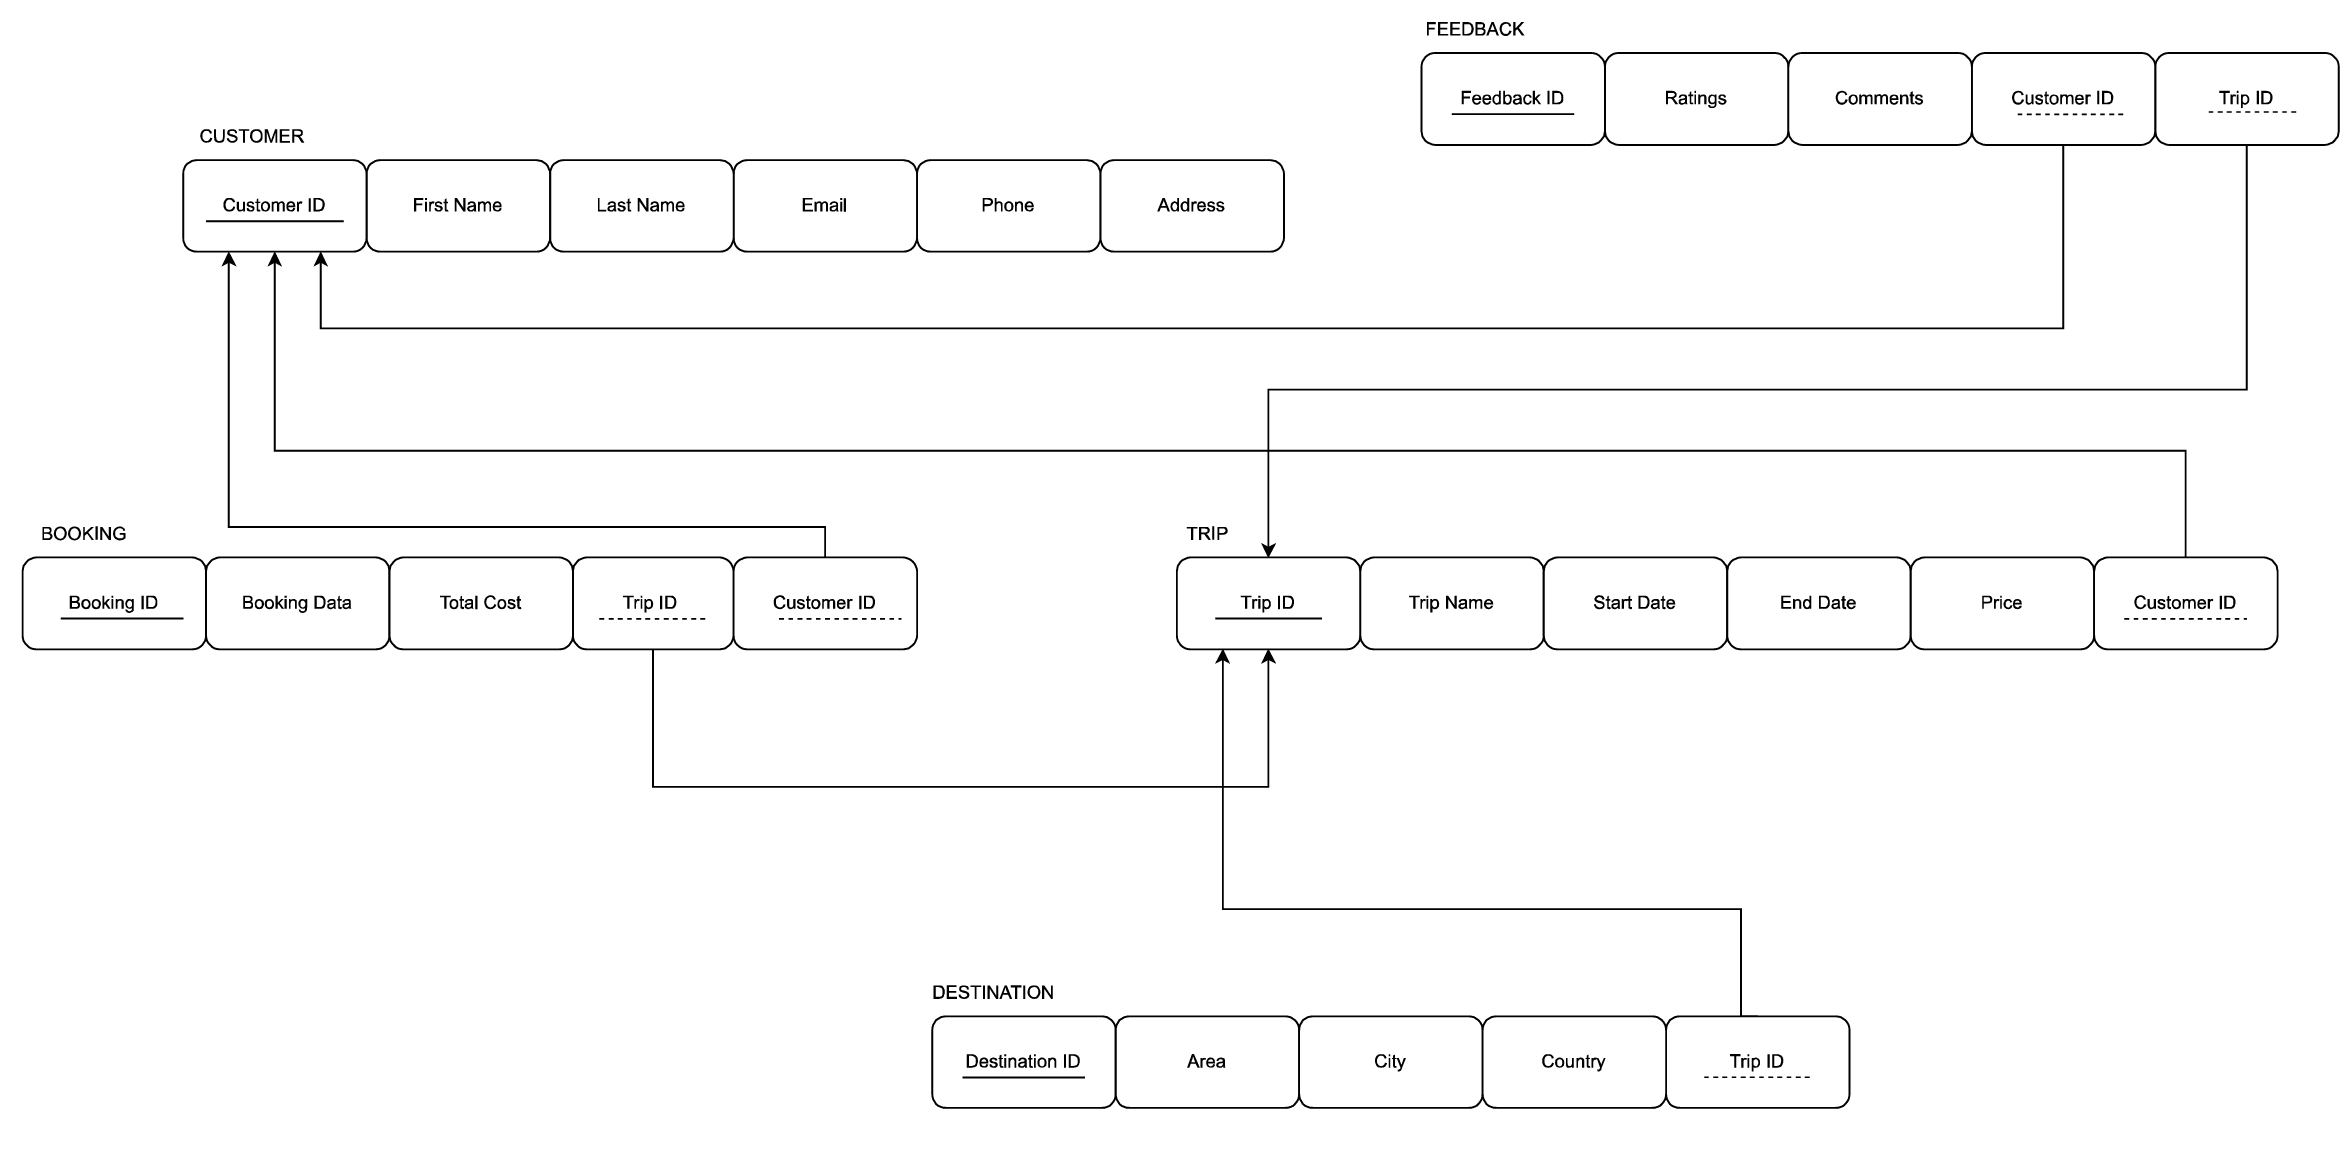 FEEDBACK
Feedback ID Ratings Comments Customer ID Trip ID
CUSTOMER
Customer ID First Name Last Name Email Phone Address
BOOKING
Booking ID Booking Data Total Cost Trip ID Customer ID
TRIP
Trip ID Trip Name Start Date End Date Price Customer ID
DESTINATION
Destination ID Area City Country Trip ID